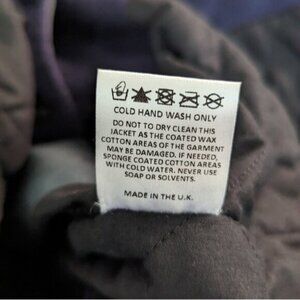 COLD HAND WASH ONLY
DO NOT TO DRY CLEAN THIS
JACKET AS THE COATED WAX
COTTON AREAS OF THE GARMENT
MAY BE DAMAGED. IF NEEDED,
SPONGE COATED COTTON AREAS
WITH COLD WATER. NEVER USE
SOAP OR SOLVENTS.
MADE IN THE U.K.